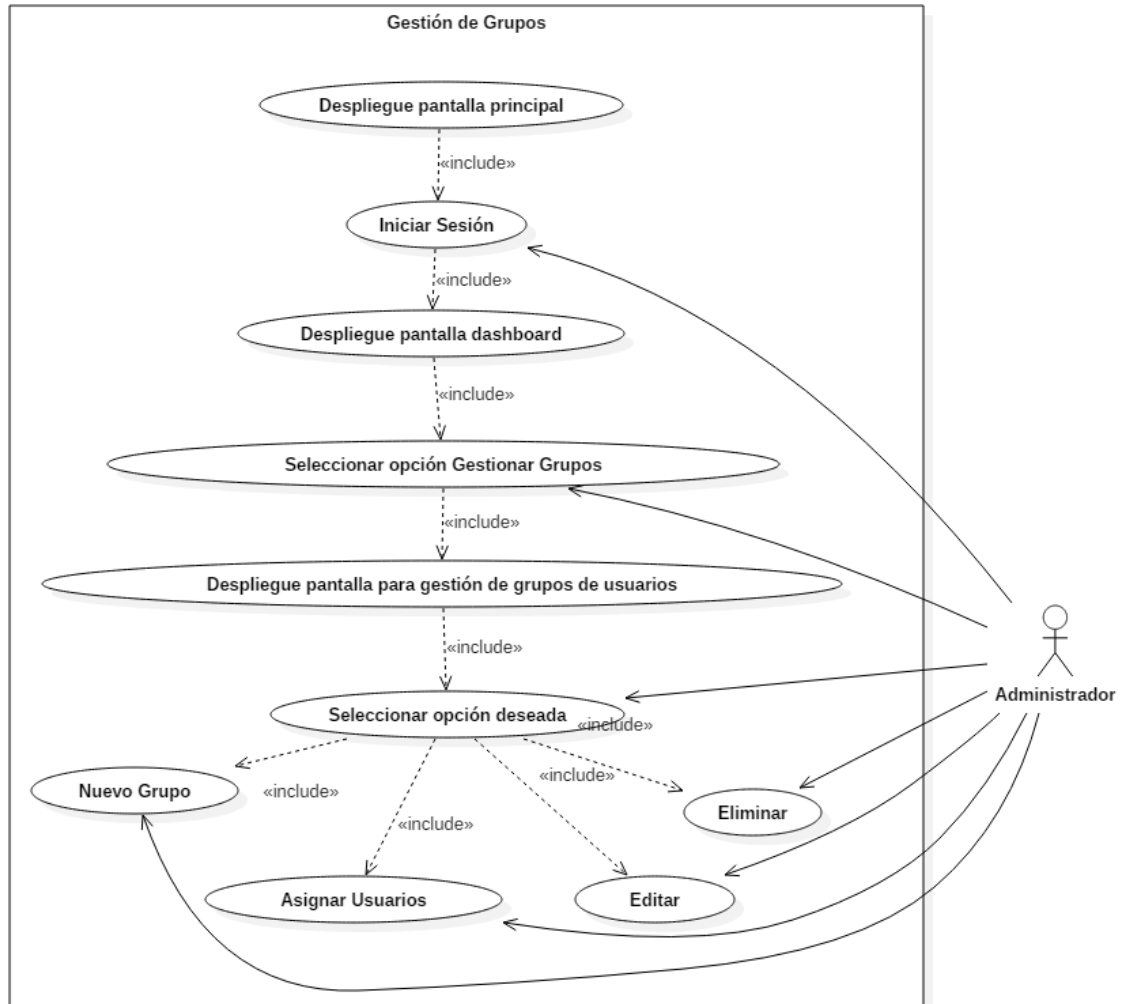 Gestión de Grupos
Despliegue pantalla principal
«include»
Iniciar Sesión
«include»
Despliegue pantalla dashboard
«include»
Seleccionar opción Gestionar Grupos
«include»
Despliegue pantalla para gestión de grupos de usuarios
«include»
Administrador
Seleccionar opción deseada
«include»
«include»
Nuevo Grupo
«include»
Eliminar
«include»
Asignar Usuarios
Editar